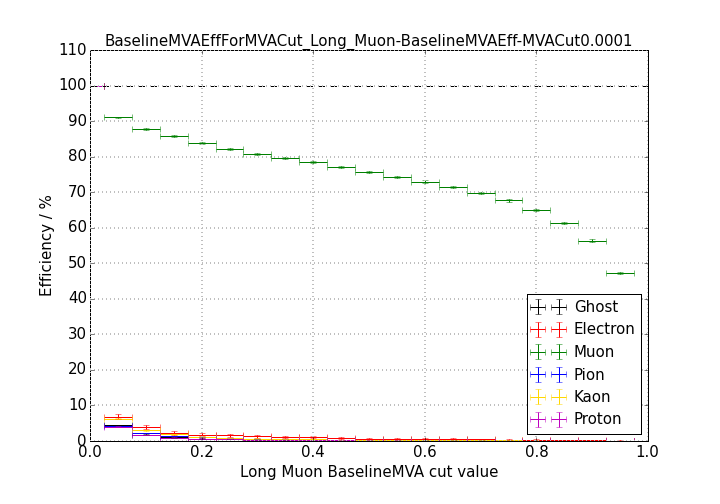 BaselineMVAEffForMVACut_Long_Muon-BaselineMVAEff-MVACut0.0001
110
100
90
80
70
60
50
40
30
20
10
0
Efficiency / %
Ghost
Electron
Muon
Pion
Kaon
Proton
0.0 0.2 0.4 0.6 0.8 1.0
Long Muon BaselineMVA cut value